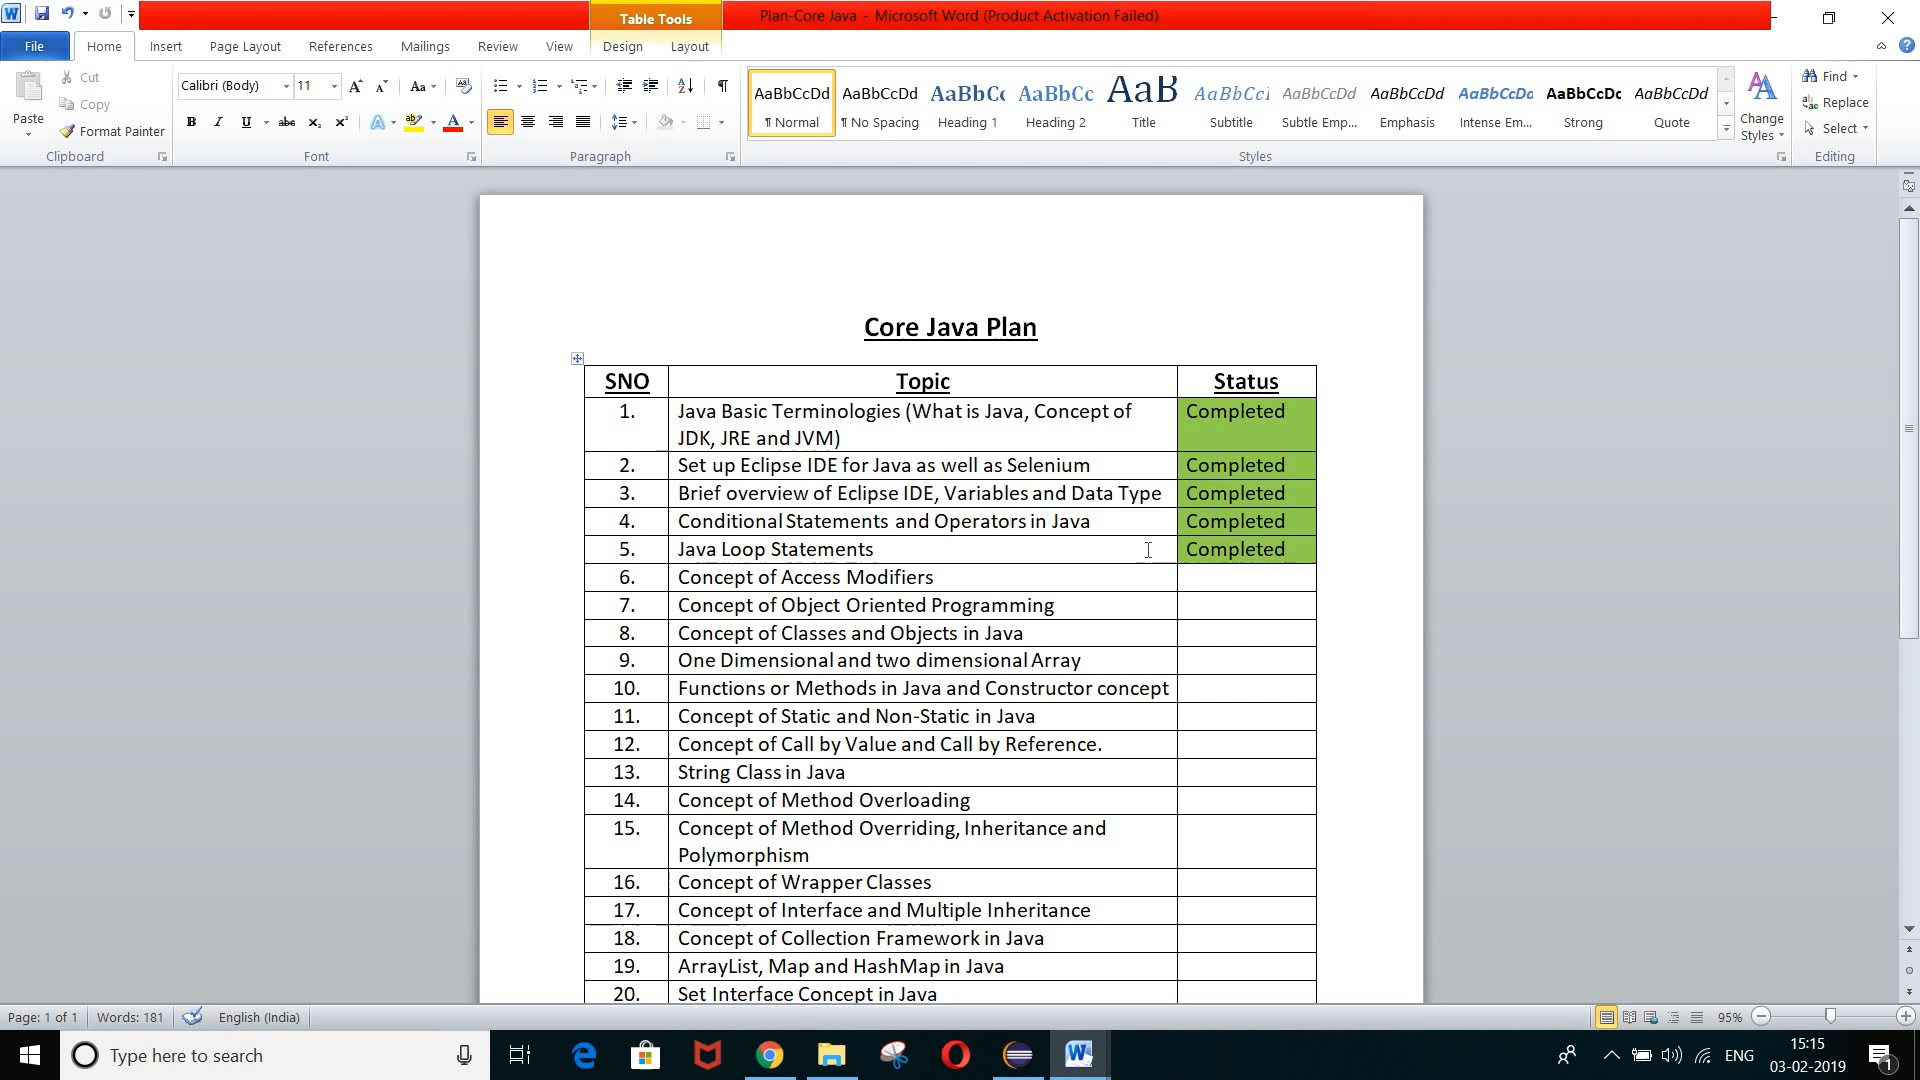 Table Tools
Plan-Core Java - Microsoft Word (Product Activation Failed)
File Home Insert Page Layout References Mailings Review View Design Layout
Paste
Cut
Copy
Format Painter
Clipboard
Calibri (Body) 11
Font
Paragraph
AaBbCcDd AaBbCcDd AaBbCc AaBbCc AaB AaBbCcl AaBbCcDd AaBbCcDd AaBbCcDd AaBbCcDc AaBbCcDd
¶ Normal ¶ No Spacing Heading 1 Heading 2 Title Subtitle Subtle Emp... Emphasis Intense Em... Strong Quote
Styles
Change
Styles
Find
Replace
Select
Editing
Core Java Plan
SNO Topic Status
1. Java Basic Terminologies (What is Java, Concept of Completed
JDK, JRE and JVM)
2. Set up Eclipse IDE for Java as well as Selenium Completed
3. Brief overview of Eclipse IDE, Variables and Data Type Completed
4. Conditional Statements and Operators in Java Completed
5. Java Loop Statements Completed
6. Concept of Access Modifiers
7. Concept of Object Oriented Programming
8. Concept of Classes and Objects in Java
9. One Dimensional and two dimensional Array
10. Functions or Methods in Java and Constructor concept
11. Concept of Static and Non-Static in Java
12. Concept of Call by Value and Call by Reference.
13. String Class in Java
14. Concept of Method Overloading
15. Concept of Method Overriding, Inheritance and
Polymorphism
16. Concept of Wrapper Classes
17. Concept of Interface and Multiple Inheritance
18. Concept of Collection Framework in Java
19. ArrayList, Map and HashMap in Java
20. Set Interface Concept in Java
Page: 1 of 1 Words: 181 English (India) 95%
Type here to search
ENG
15:15
03-02-2019
1